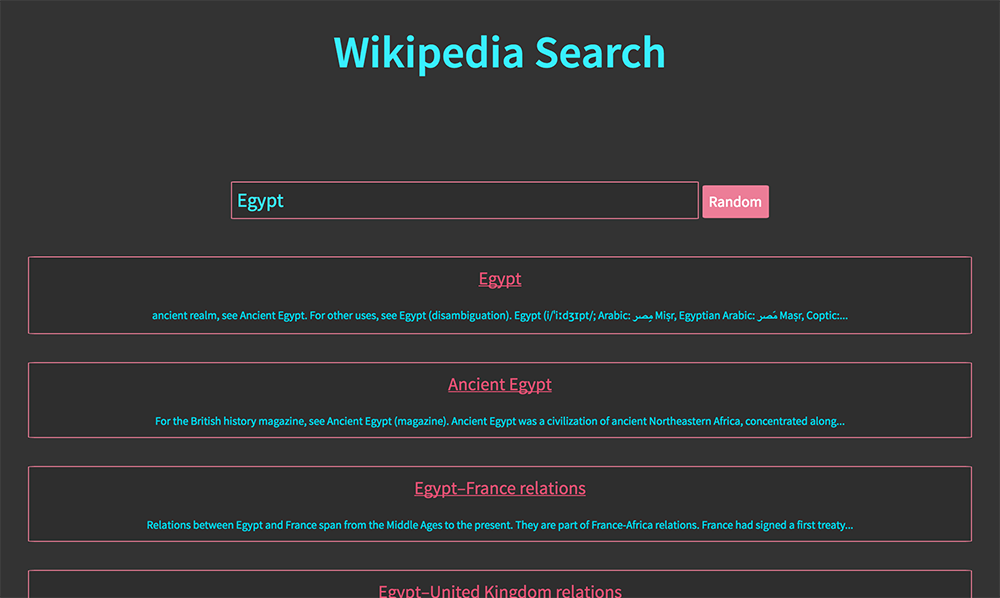 Wikipedia Search
Egypt
Random
Egypt
ancient realm, see Ancient Egypt. For other uses, see Egypt (disambiguation). Egypt (i/ˈiːdʒɪpt/; Arabic: مِصر‎ Miṣr, Egyptian Arabic: مَصر‎ Maṣr, Coptic:...
Ancient Egypt
For the British history magazine, see Ancient Egypt (magazine). Ancient Egypt was a civilization of ancient Northeastern Africa, concentrated along...
Egypt–France relations
Relations between Egypt and France span from the Middle Ages to the present. They are part of France-Africa relations. France had signed a first treaty...
Egypt–United Kingdom relations